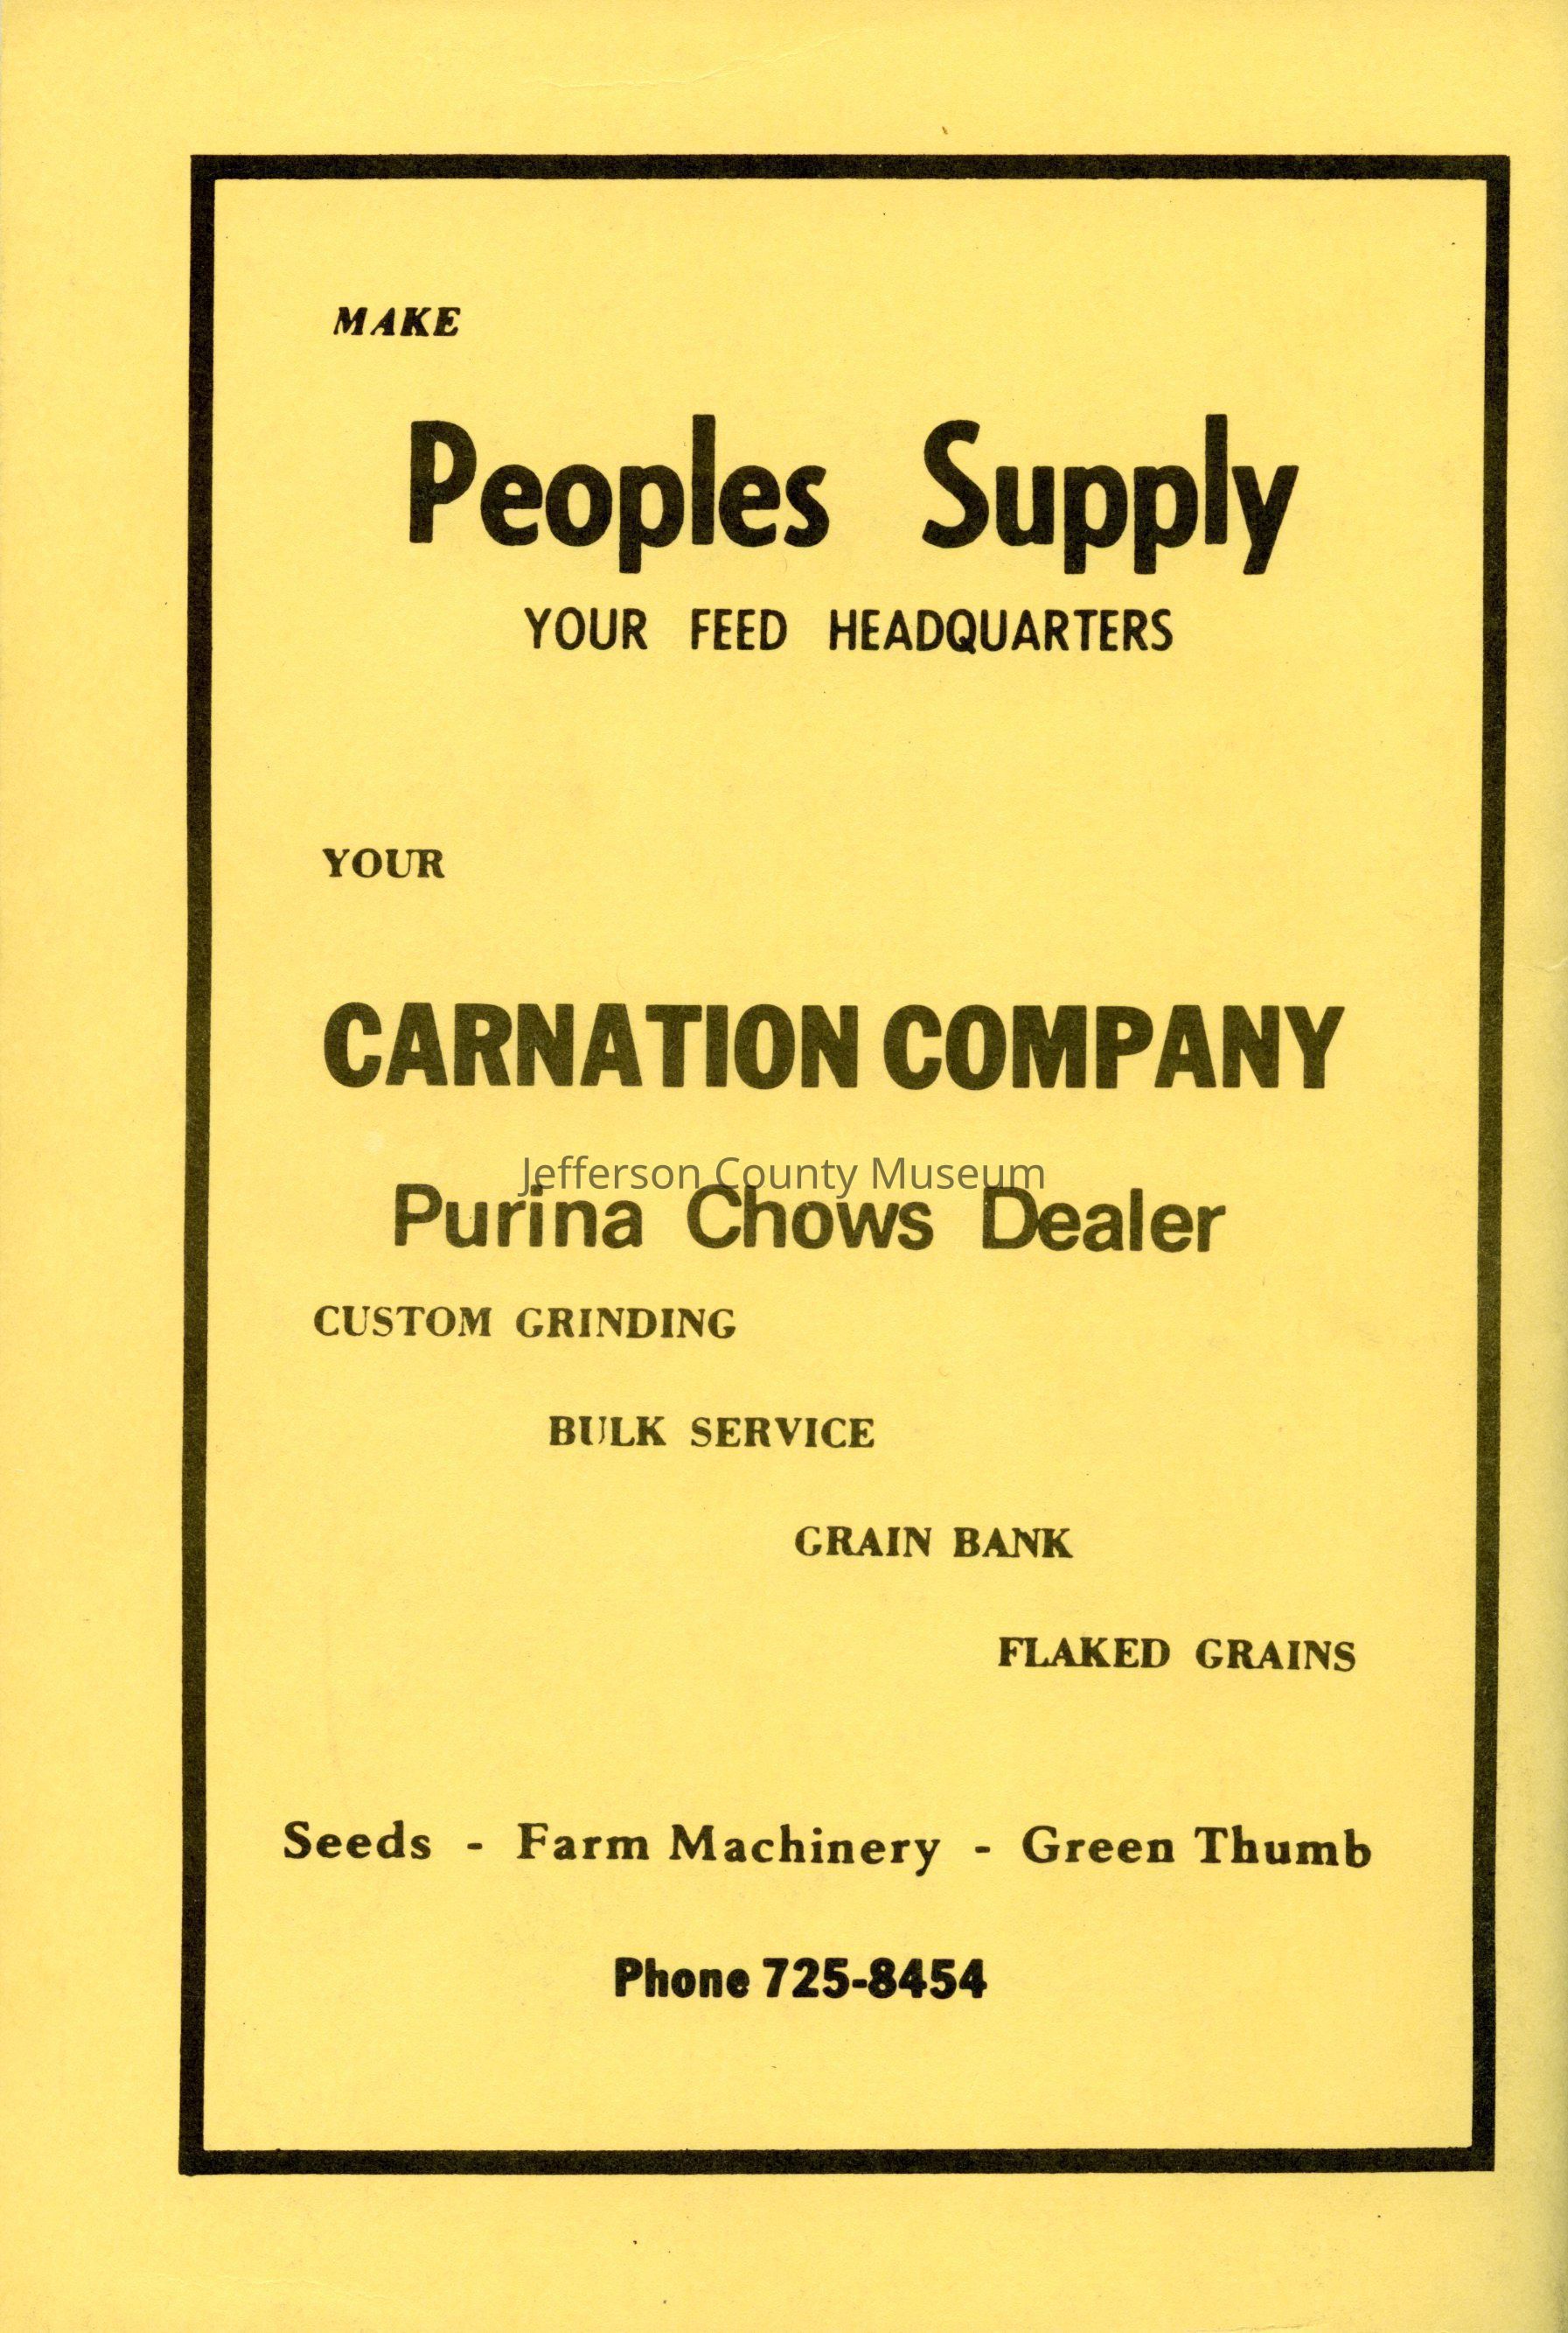 MAKE
Peoples Supply
YOUR FEED HEADQUARTERS
YOUR
CARNATION COMPANY
Jefferson County Museum
Purina Chows Dealer
CUSTOM GRINDING
BULK SERVICE
GRAIN BANK
FLAKED GRAINS
Seeds - Farm Machinery - Green Thumb
Phone 725-8454